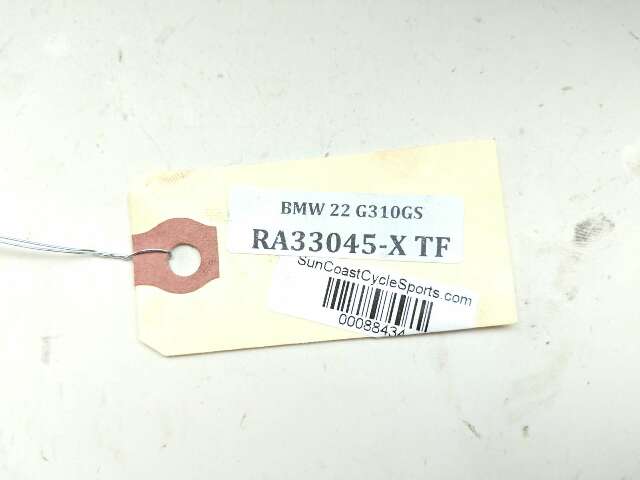 BMW 22 G310GS
RA33045-X TF
SunCoastCycleSports.com
00088434